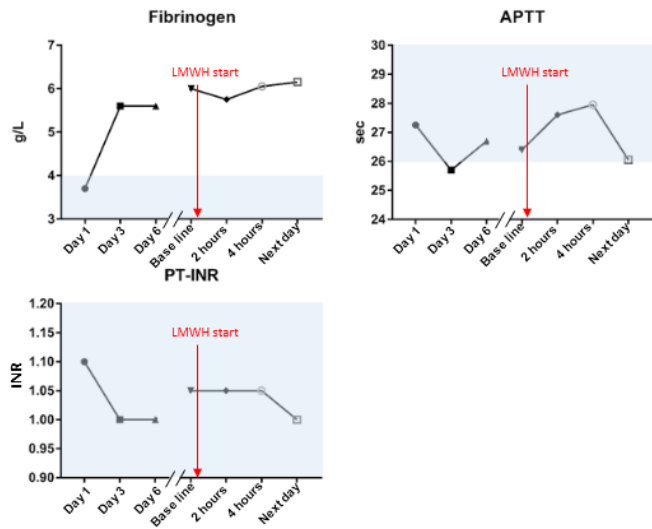 Fibrinogen
7
6
5
4
3
g/L
LMWH start
Day 1
Day 3
Day 6
Base line
2 hours
4 hours
Next day
APTT
30
28
27
26
24
sec
LMWH start
Day 1
Day 3
Day 6
Base line
2 hours
4 hours
Next day
PT-INR
1.20
1.15
1.10
1.05
1.00
0.95
0.90
INR
LMWH start
Day 1
Day 3
Day 6
Base line
2 hours
4 hours
Next day